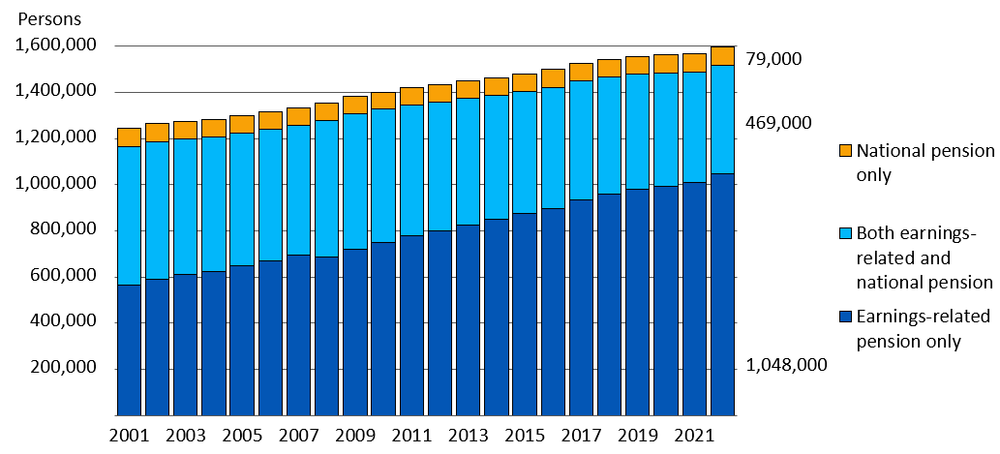 Persons
1,600,000
1,400,000
1,200,000
1,000,000
800,000
600,000
400,000
200,000
2001 2003 2005 2007 2009 2011 2013 2015 2017 2019 2021
79,000
469,000
1,048,000
National pension
only
Both earnings-
related and
national pension
Earnings-related
pension only